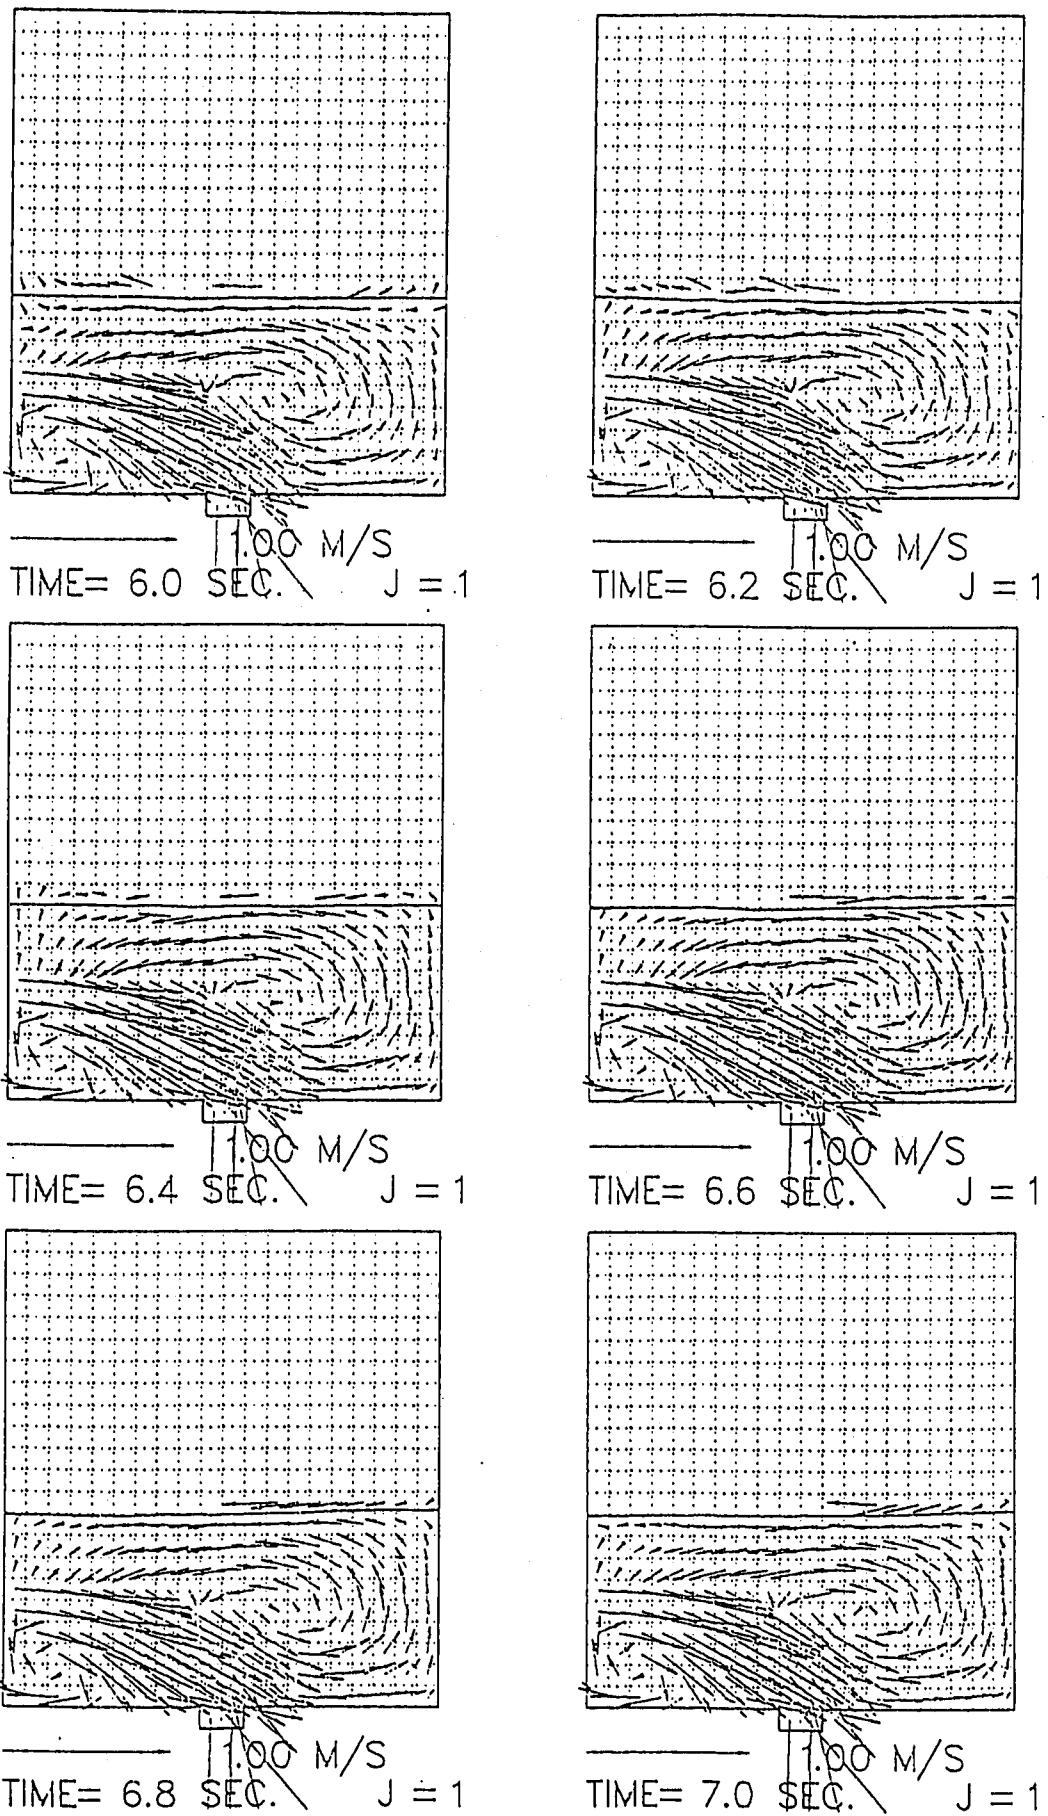 1.00 M/S
TIME= 6.0 SEC. J = 1
1.00 M/S
TIME= 6.2 SEC. J = 1
1.00 M/S
TIME= 6.4 SEC. J = 1
1.00 M/S
TIME= 6.6 SEC. J = 1
1.00 M/S
TIME= 6.8 SEC. J = 1
1.00 M/S
TIME= 7.0 SEC. J = 1